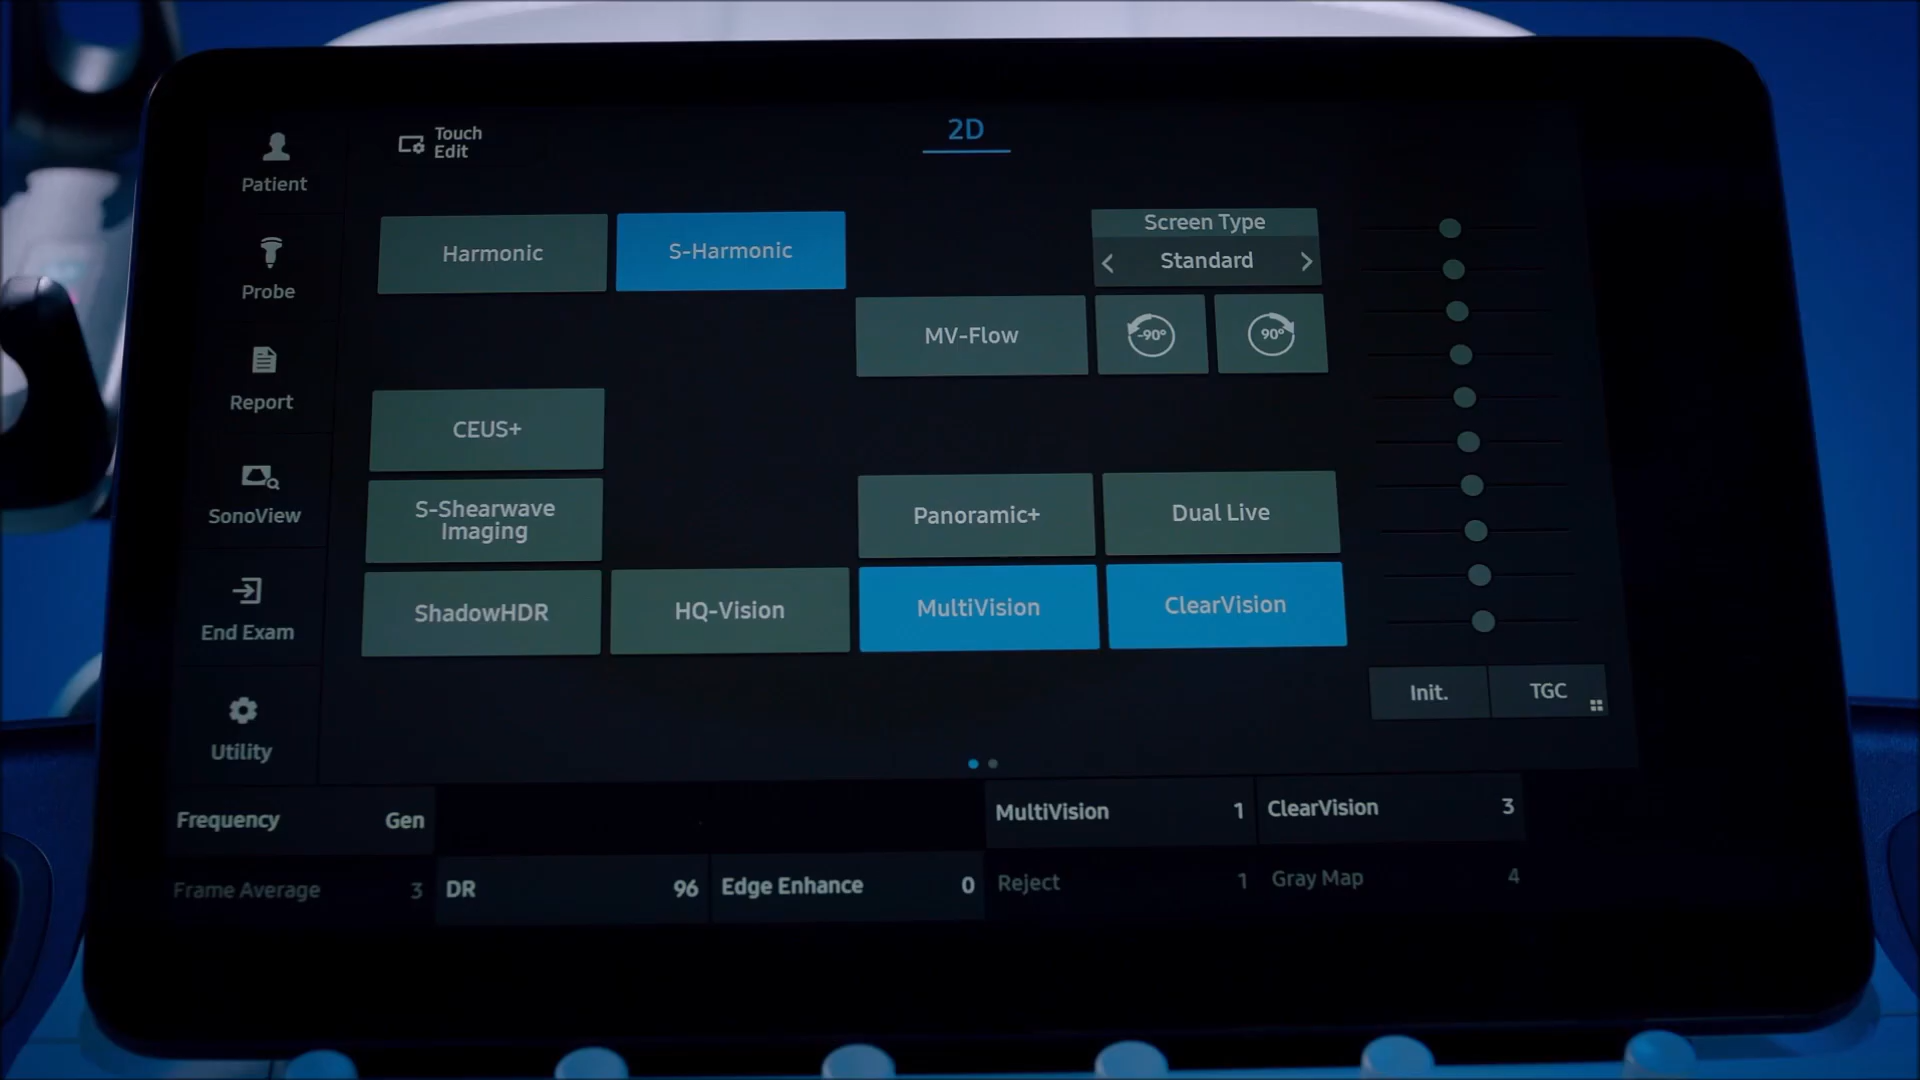 Touch
Edit
2D
Patient
Probe
Report
SonoView
End Exam
Utility
Harmonic
S-Harmonic
Screen Type
Standard
MV-Flow
-90°
90°
CEUS+
S-Shearwave
Imaging
Panoramic+
Dual Live
ShadowHDR
HQ-Vision
MultiVision
ClearVision
Init.
TGC
Frequency Gen
MultiVision 1
ClearVision 3
Frame Average 3
DR 96
Edge Enhance 0
Reject 1
Gray Map 4